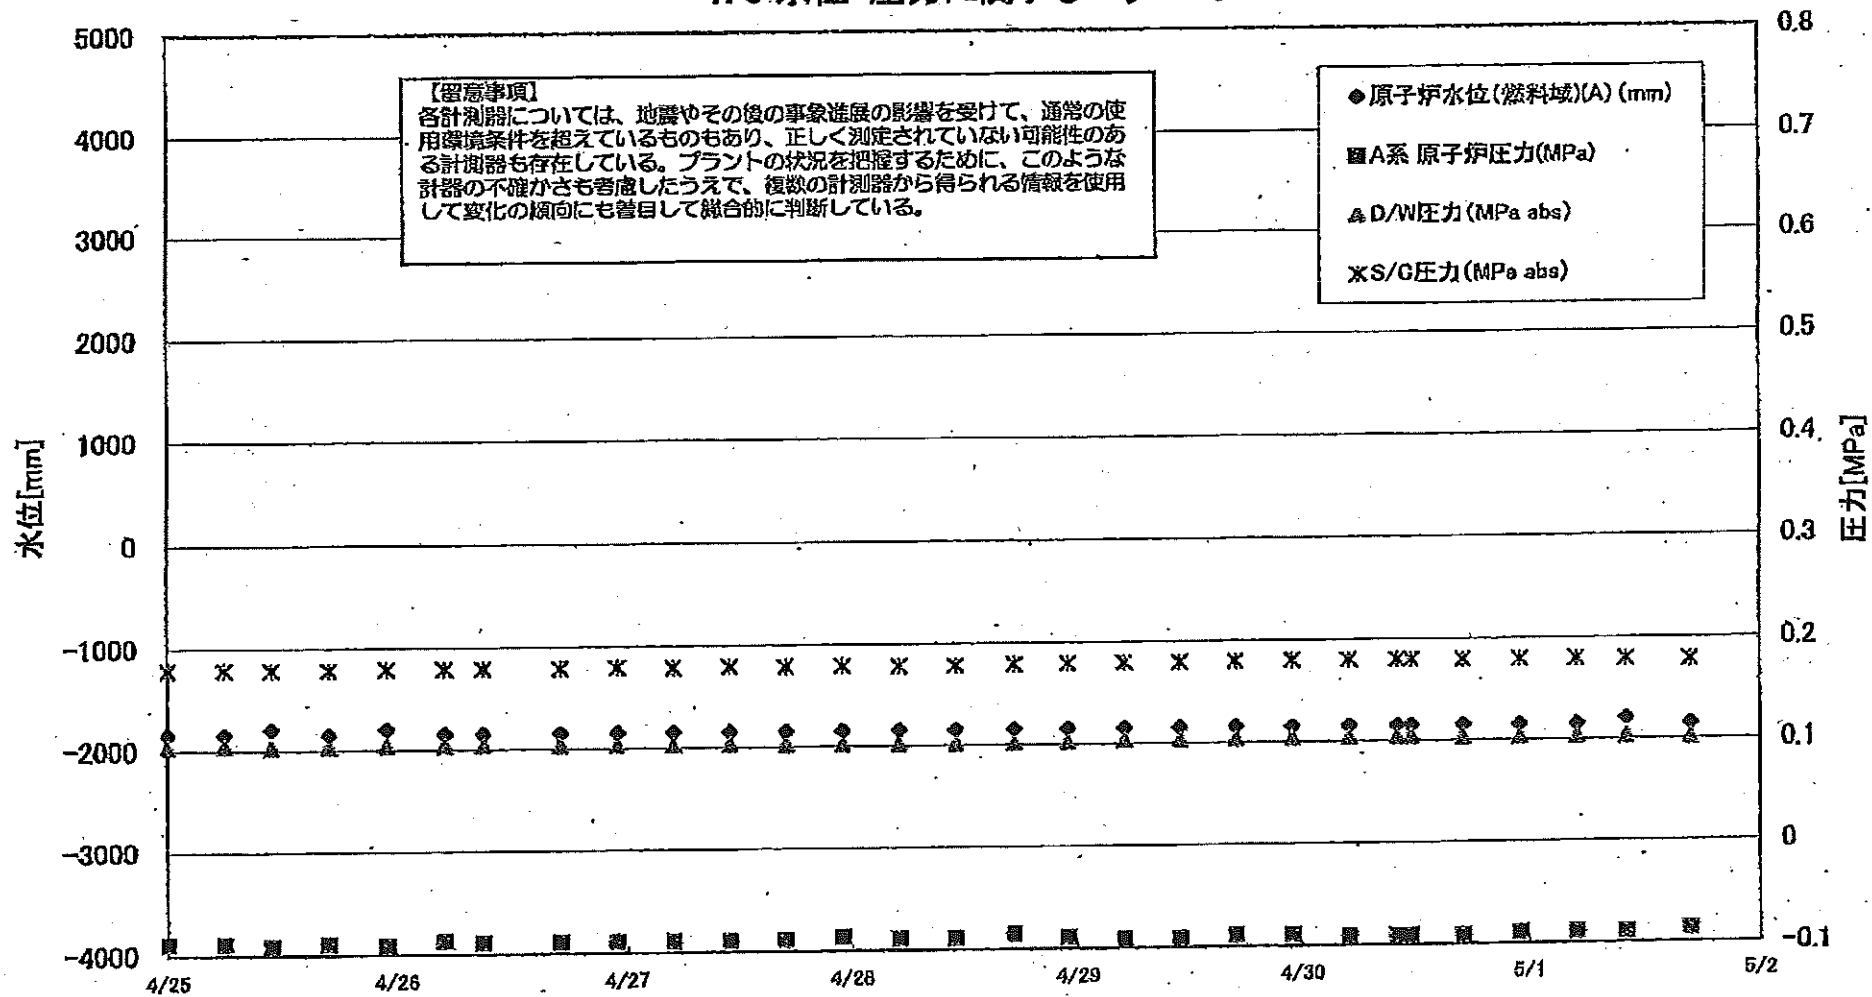 5000
4000
3000
2000
1000
0
-1000
-2000
-3000
-4000
水位[mm]
【留意事項】
各計測器については、地震やその後の事象進展の影響を受けて、通常の使
用環境条件を超えているものもあり、正しく測定されていない可能性のあ
る計測器も存在している。プラントの状況を把握するために、このような
計器の不確かさも考慮したうえで、複数の計測器から得られる情報を使用
して変化の傾向にも着目して総合的に判断している。
原子炉水位(燃料域)(A)(mm)
A系 原子炉圧力(MPa)
D/W圧力(MPa abs)
S/C圧力(MPa abs)
0.8
0.7
0.6
0.5
0.4
0.3
0.2
0.1
0
-0.1
圧力[MPa]
4/25
4/26
4/27
4/28
4/29
4/30
5/1
5/2